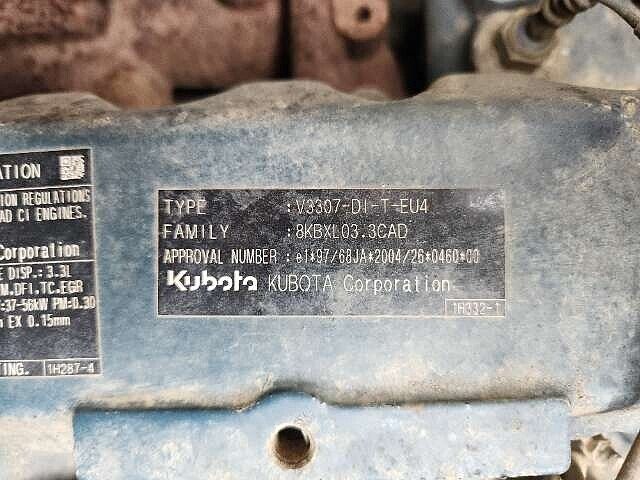 ATION
ION REGULATIONS
AD CI ENGINES.
Corporation
E DISP.: 3.3L
M.DFI.TC.EGR
:37-56kW PM-0.30
EX 0.15mm
TING.
1H287-4
TYPE :V3307-DI-T-EU4
FAMILY :8KBXL03.3CAD
APPROVAL NUMBER :e1*97/68JA*2004/26*0460*00
Kubota KUBOTA Corporation
1H332-1